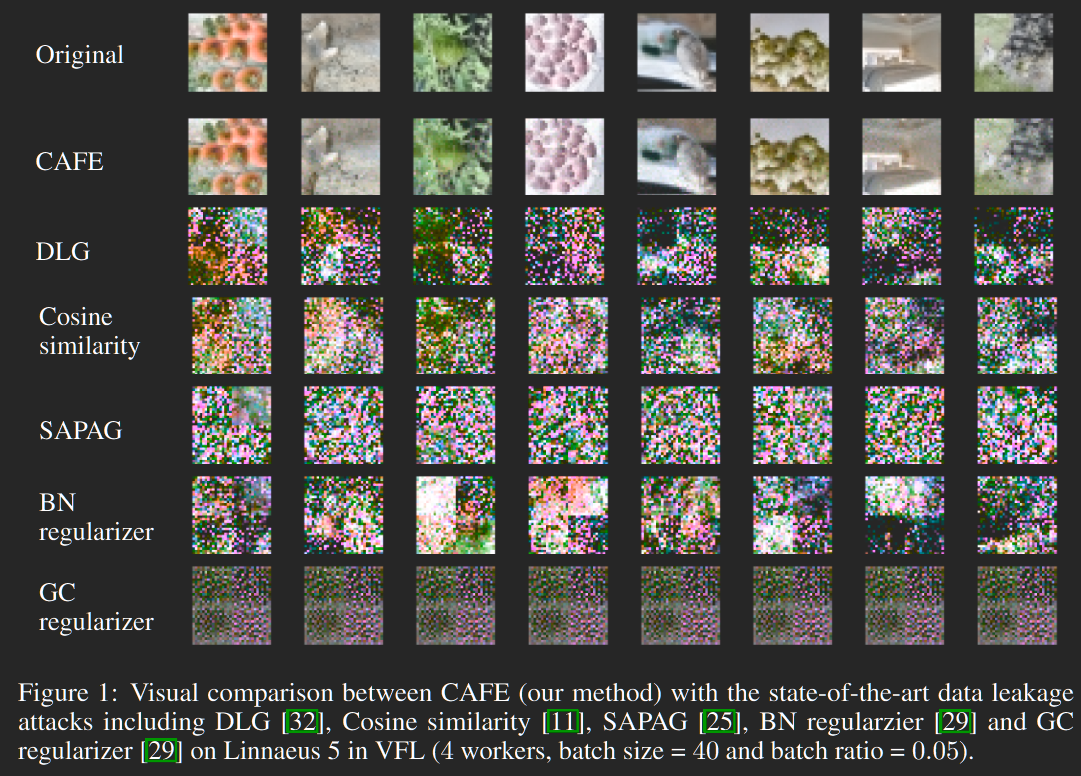 Original
CAFE
DLG
Cosine
similarity
SAPAG
BN
regularizer
GC
regularizer
Figure 1: Visual comparison between CAFE (our method) with the state-of-the-art data leakage
attacks including DLG [32], Cosine similarity [11], SAPAG [25], BN regularzier [29] and GC
regularizer [29] on Linnaeus 5 in VFL (4 workers, batch size = 40 and batch ratio = 0.05).